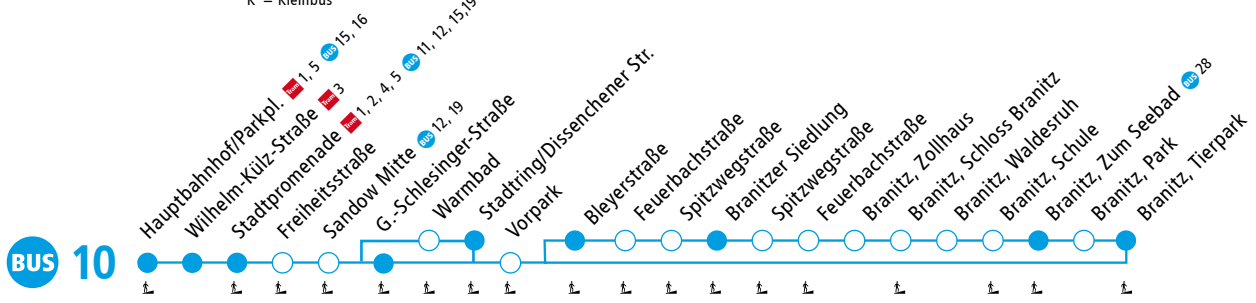 K = Kleinbus
Hauptbahnhof/Parkpl. Tram 1, 5 BUS 15, 16
Wilhelm-Külz-Straße Tram 3
Stadtpromenade Tram 1, 2, 4, 5 BUS 11, 12, 15,19
Freiheitsstraße
Sandow Mitte BUS 12, 19
G.-Schlesinger-Straße
Warmbad
Stadtring/Dissenchener Str.
Vorpark
Bleyerstraße
Feuerbachstraße
Spitzwegstraße
Branitzer Siedlung
Spitzwegstraße
Feuerbachstraße
Branitz, Zollhaus
Branitz, Schloss Branitz
Branitz, Waldesruh
Branitz, Schule
Branitz, Zum Seebad BUS 28
Branitz, Park
Branitz, Tierpark
BUS 10